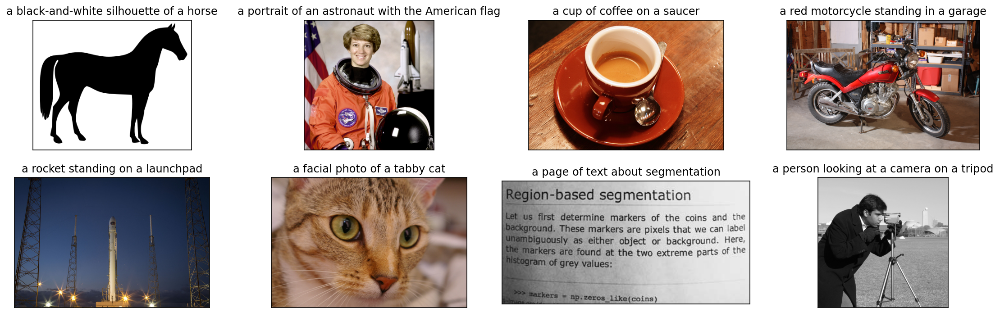 a black-and-white silhouette of a horse
a portrait of an astronaut with the American flag
a cup of coffee on a saucer
a red motorcycle standing in a garage
YAMAHA
a rocket standing on a launchpad
a facial photo of a tabby cat
a page of text about segmentation
a person looking at a camera on a tripod
Region-based segmentation
Let us first determine markers of the coins and the
background. These markers are pixels that we can label
unambiguously as either object or background. Here,
the markers are found at the two extreme parts of the
histogram of grey values:
>>> markers = np.zeros_like(coins)